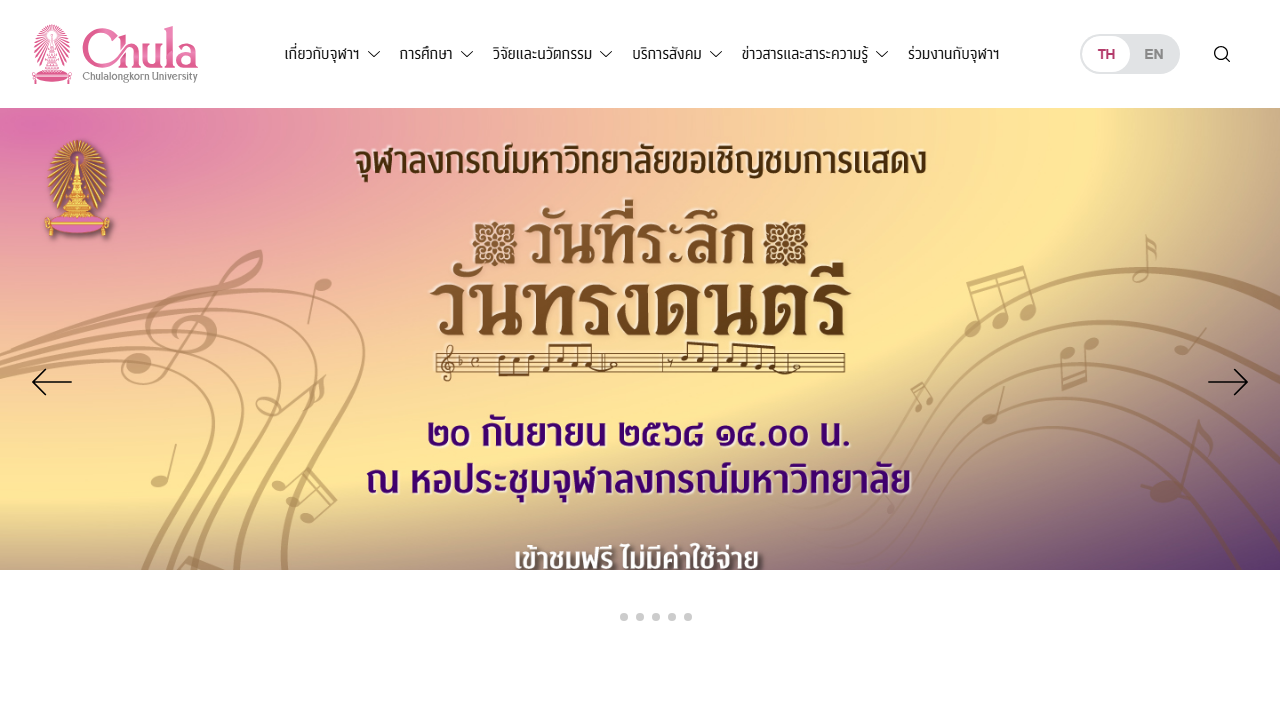 Chula
Chulalongkorn University
เกี่ยวกับจุฬาฯ
การศึกษา
วิจัยและนวัตกรรม
บริการสังคม
ข่าวสารและสาระความรู้
ร่วมงานกับจุฬาฯ
TH
EN
จุฬาลงกรณ์มหาวิทยาลัยขอเชิญชมการแสดง
วันที่ระลึก
วันทรงดนตรี
๒๐ กันยายน ๒๕๖๘ ๑๔.๐๐ น.
ณ หอประชุมจุฬาลงกรณ์มหาวิทยาลัย
เข้าชมฟรี ไม่มีค่าใช้จ่าย